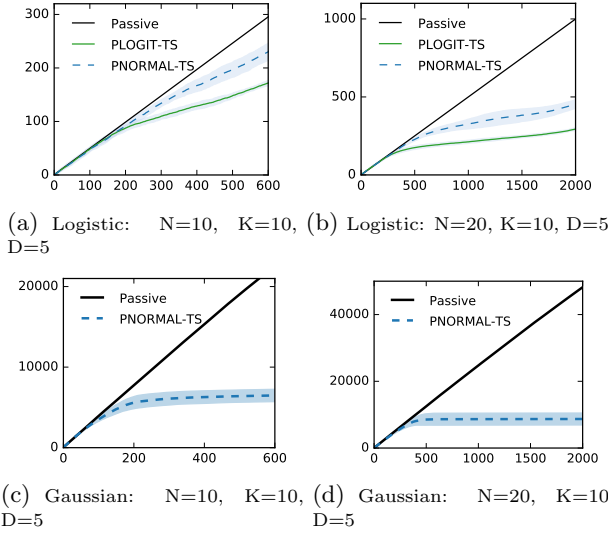 300
200
100
0
Passive
PLOGIT-TS
PNORMAL-TS
0 100 200 300 400 500 600
1000
500
0
Passive
PLOGIT-TS
PNORMAL-TS
0 500 1000 1500 2000
(a) Logistic: N=10, K=10, D=5
(b) Logistic: N=20, K=10, D=5
20000
10000
0
Passive
PNORMAL-TS
0 200 400 600
40000
20000
0
Passive
PNORMAL-TS
0 500 1000 1500 2000
(c) Gaussian: N=10, K=10,
D=5
(d) Gaussian: N=20, K=10
D=5